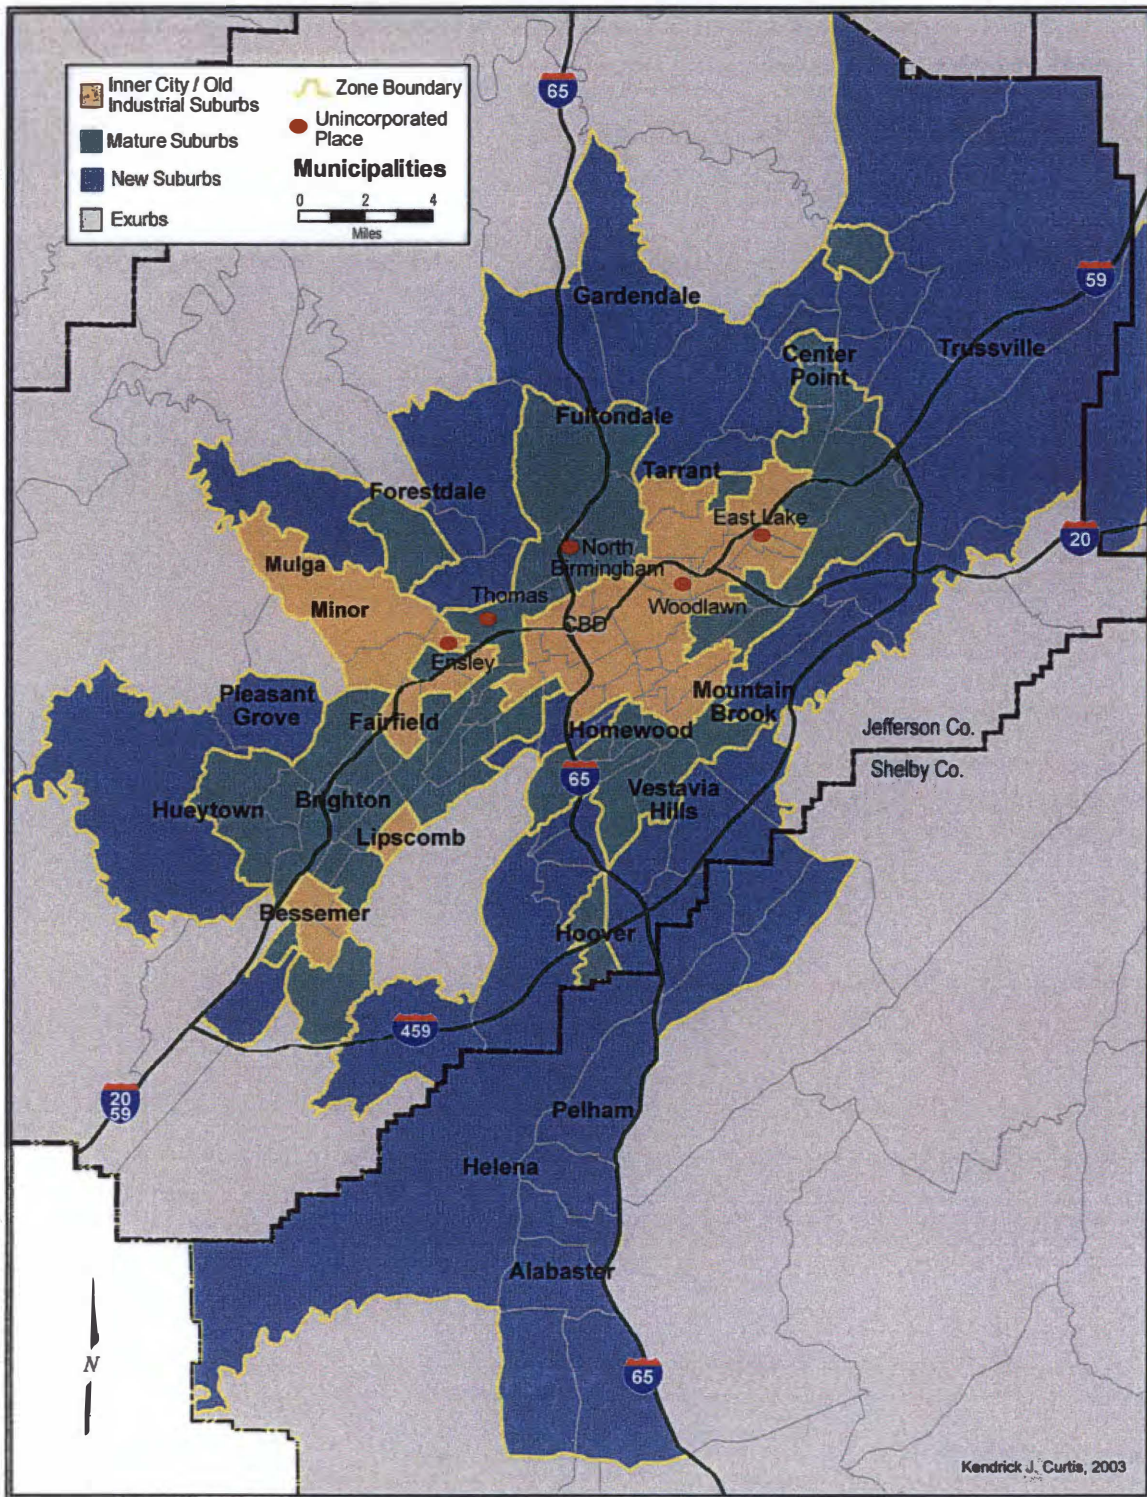 Inner City / Old
Industrial Suburbs
Mature Suburbs
New Suburbs
Exurbs
Zone Boundary
Unincorporated
Place
Municipalities
0 2 4
Miles
65
59
Gardendale
Center
Point
Trussville
Fultondale
Tarrant
Forestdale
East Lake
20
Mulga
North
Birmingham
Minor
Thomas
Woodlawn
CBD
Ensley
Pleasant
Grove
Mountain
Brook
Fairfield
Homewood
Jefferson Co.
Shelby Co.
65
Vestavia
Hills
Hueytown
Brighton
Lipscomb
Bessemer
Hoover
459
20
59
Pelham
Helena
Alabaster
N
65
Kendrick J. Curtis, 2003